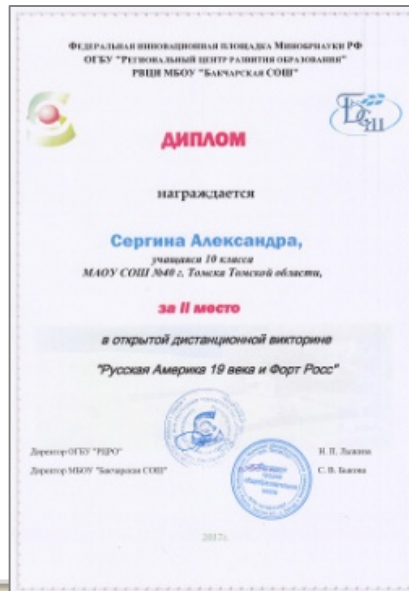 ФЕДЕРАЛЬНАЯ ИННОВАЦИОННАЯ ПЛОЩАДКА МИНОБРНАУКИ РФ
ОГБУ "РЕГИОНАЛЬНЫЙ ЦЕНТР РАЗВИТИЯ ОБРАЗОВАНИЯ"
РВЦИ МБОУ "БАКЧАРСКАЯ СОШ"
БСШ
ДИПЛОМ
награждается
Сергина Александра,
учащаяся 10 класса
МАОУ СОШ №40 г. Томска Томской области,
за II место
в открытой дистанционной викторине
"Русская Америка 19 века и Форт Росс"
Директор ОГБУ "РЦРО" Н. П. Лыжина
Директор МБОУ "Бакчарская СОШ" С. В. Быкова
2017г.